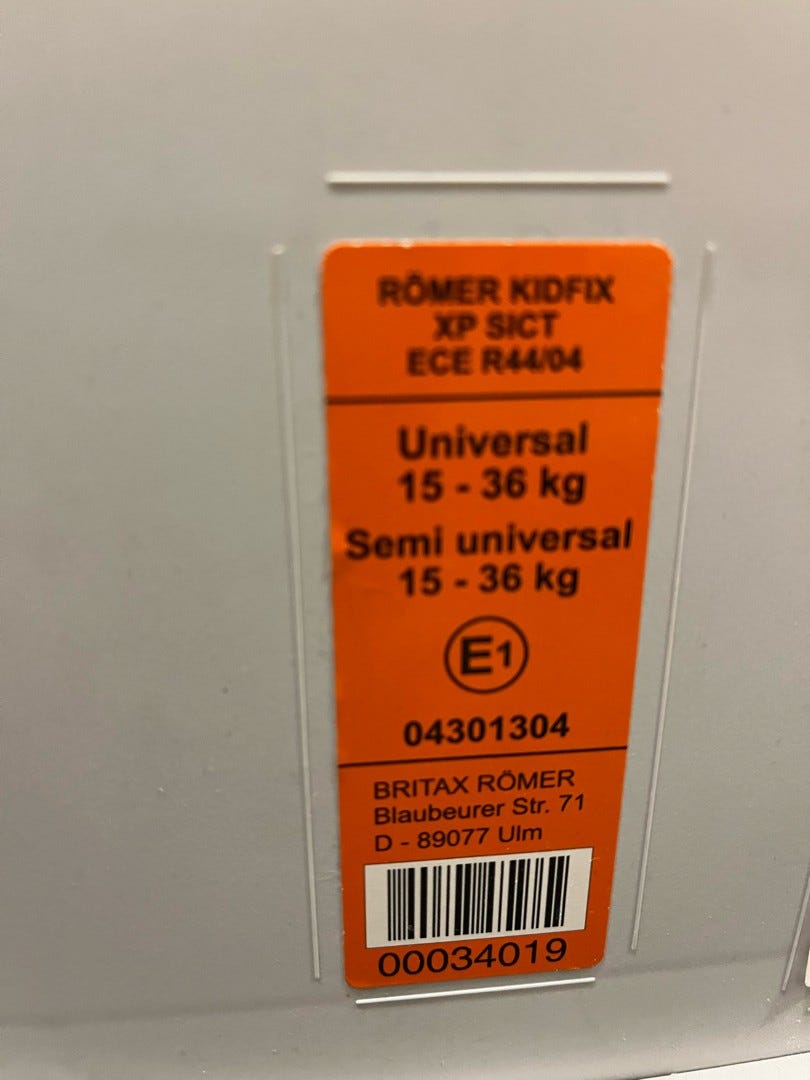 RÖMER KIDFIX
XP SICT
ECE R44/04
Universal
15 - 36 kg
Semi universal
15 - 36 kg
E1
04301304
BRITAX RÖMER
Blaubeurer Str. 71
D - 89077 Ulm
00034019